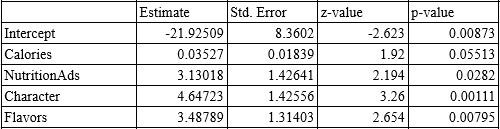 Estimate Std. Error z-value p-value
Intercept -21.92509 8.3602 -2.623 0.00873
Calories 0.03527 0.01839 1.92 0.05513
NutritionAds 3.13018 1.42641 2.194 0.0282
Character 4.64723 1.42556 3.26 0.00111
Flavors 3.48789 1.31403 2.654 0.00795